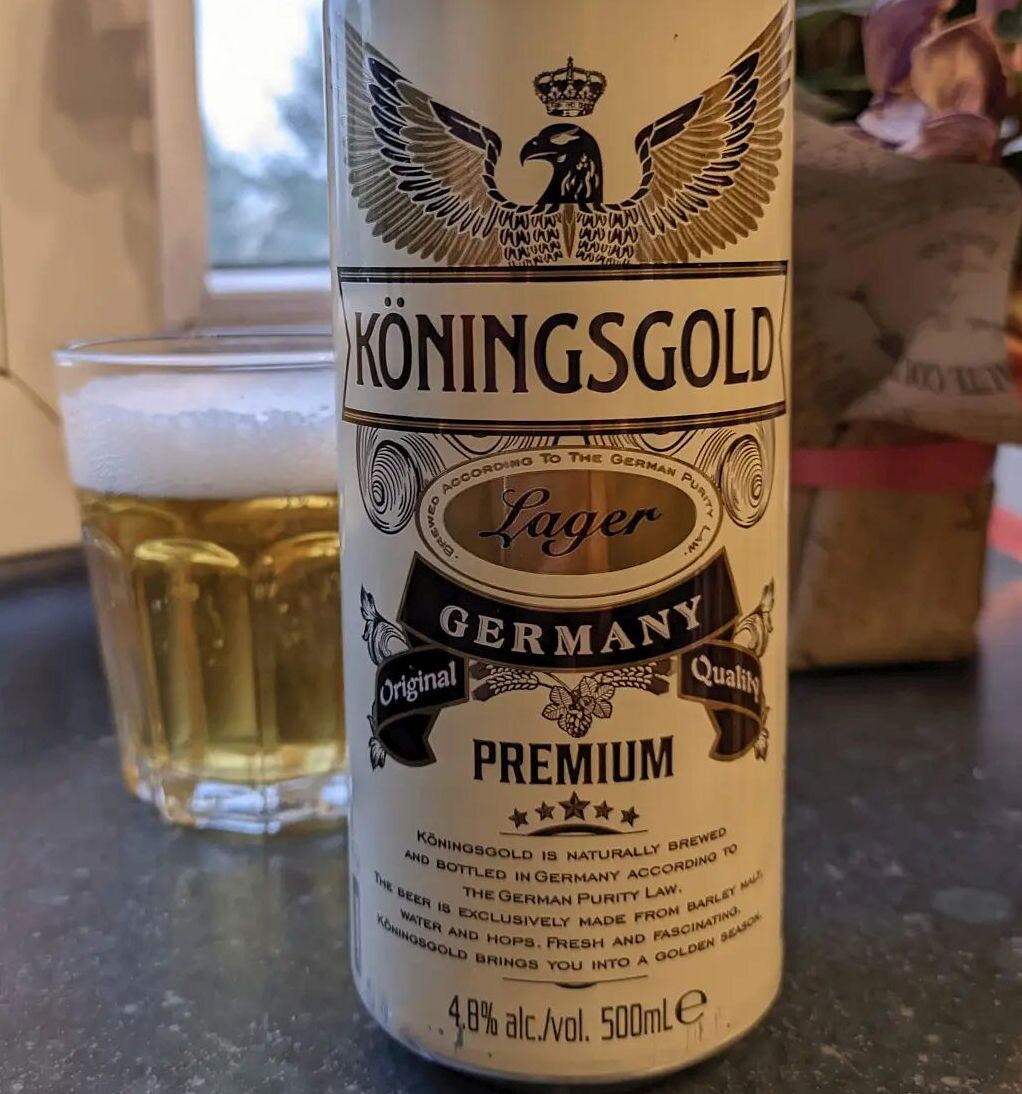 KÖNINGSGOLD
BREWED ACCORDING TO THE GERMAN PURITY LAW
Lager
GERMANY
Original
Quality
PREMIUM
KÖNINGSGOLD IS NATURALLY BREWED
AND BOTTLED IN GERMANY ACCORDING TO
THE GERMAN PURITY LAW.
THE BEER IS EXCLUSIVELY MADE FROM BARLEY MALT,
WATER AND HOPS. FRESH AND FASCINATING,
KÖNINGSGOLD BRINGS YOU INTO A GOLDEN SEASON.
4,8% alc./vol. 500mL e